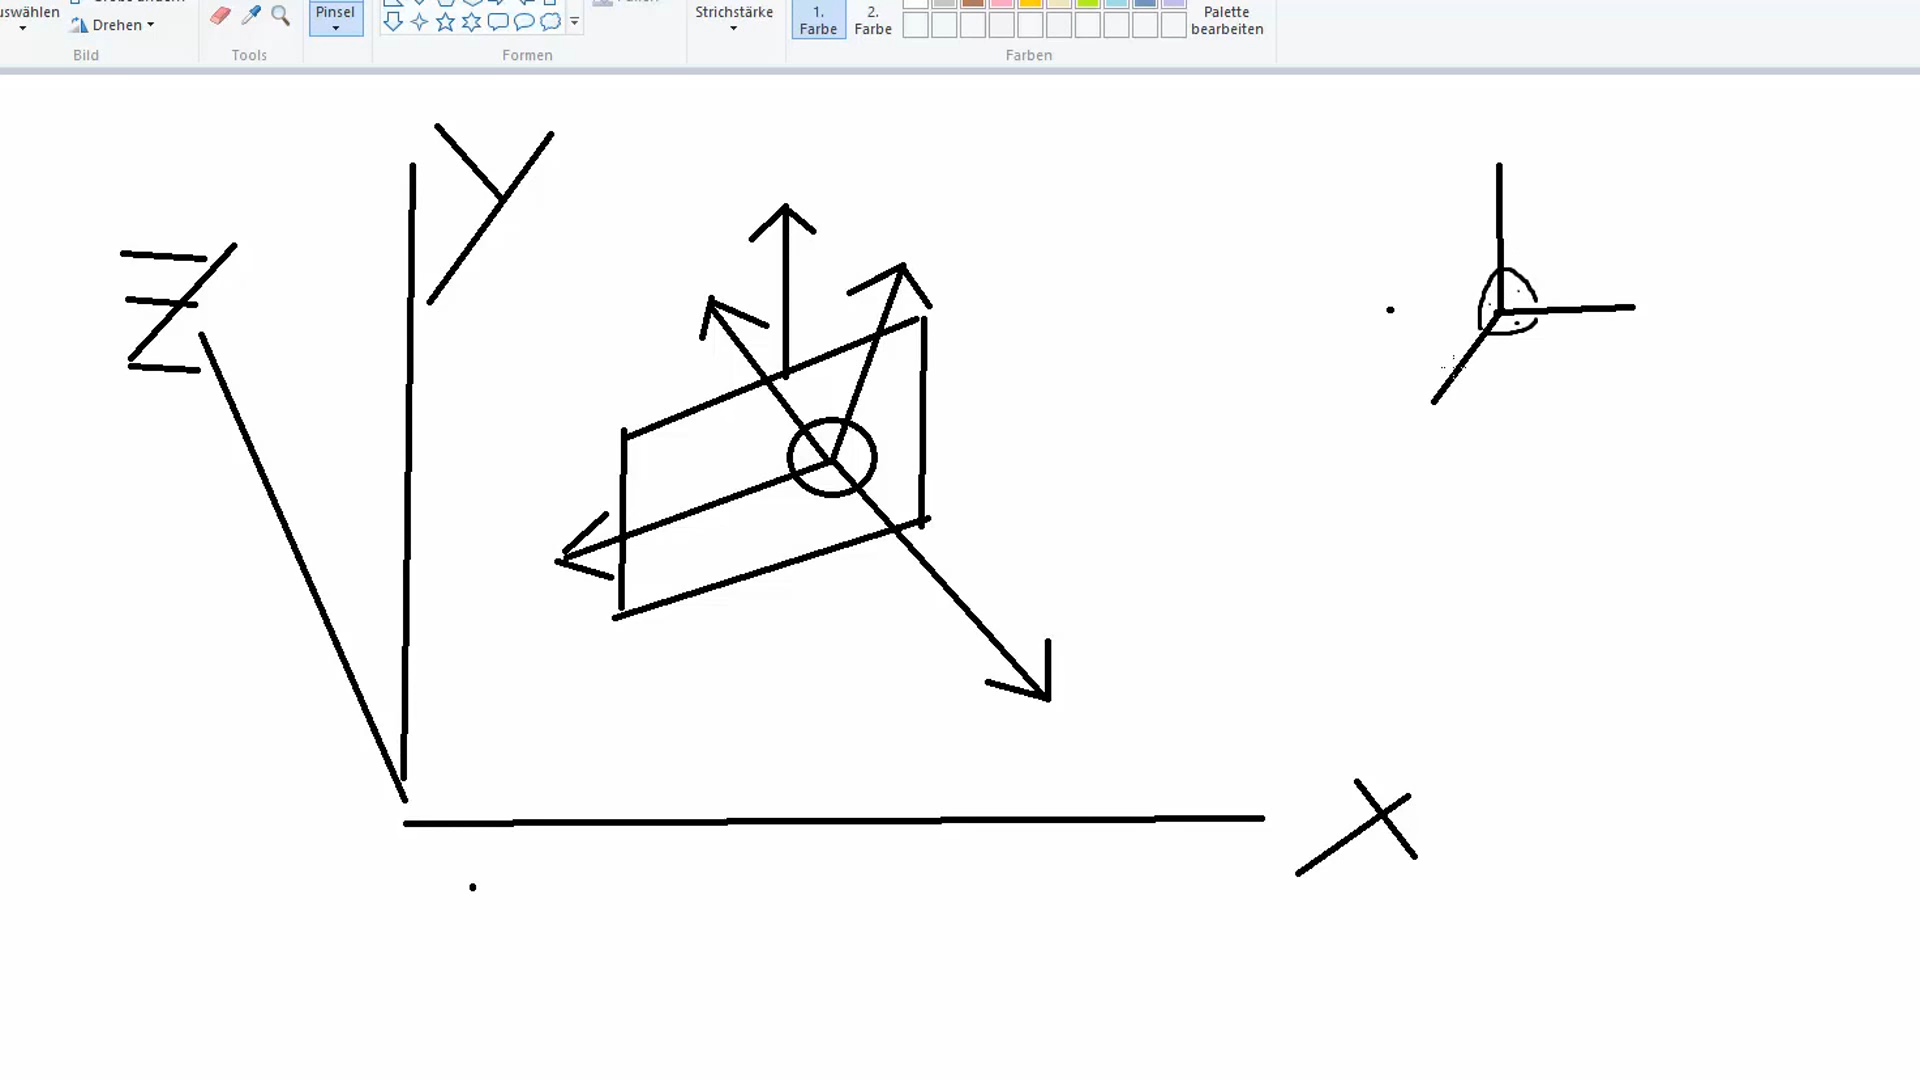 Pinsel
Strichstärke
1.
Farbe
2.
Farbe
Palette
bearbeiten
Drehen
Bild
Tools
Formen
Farben
Y
Z
X